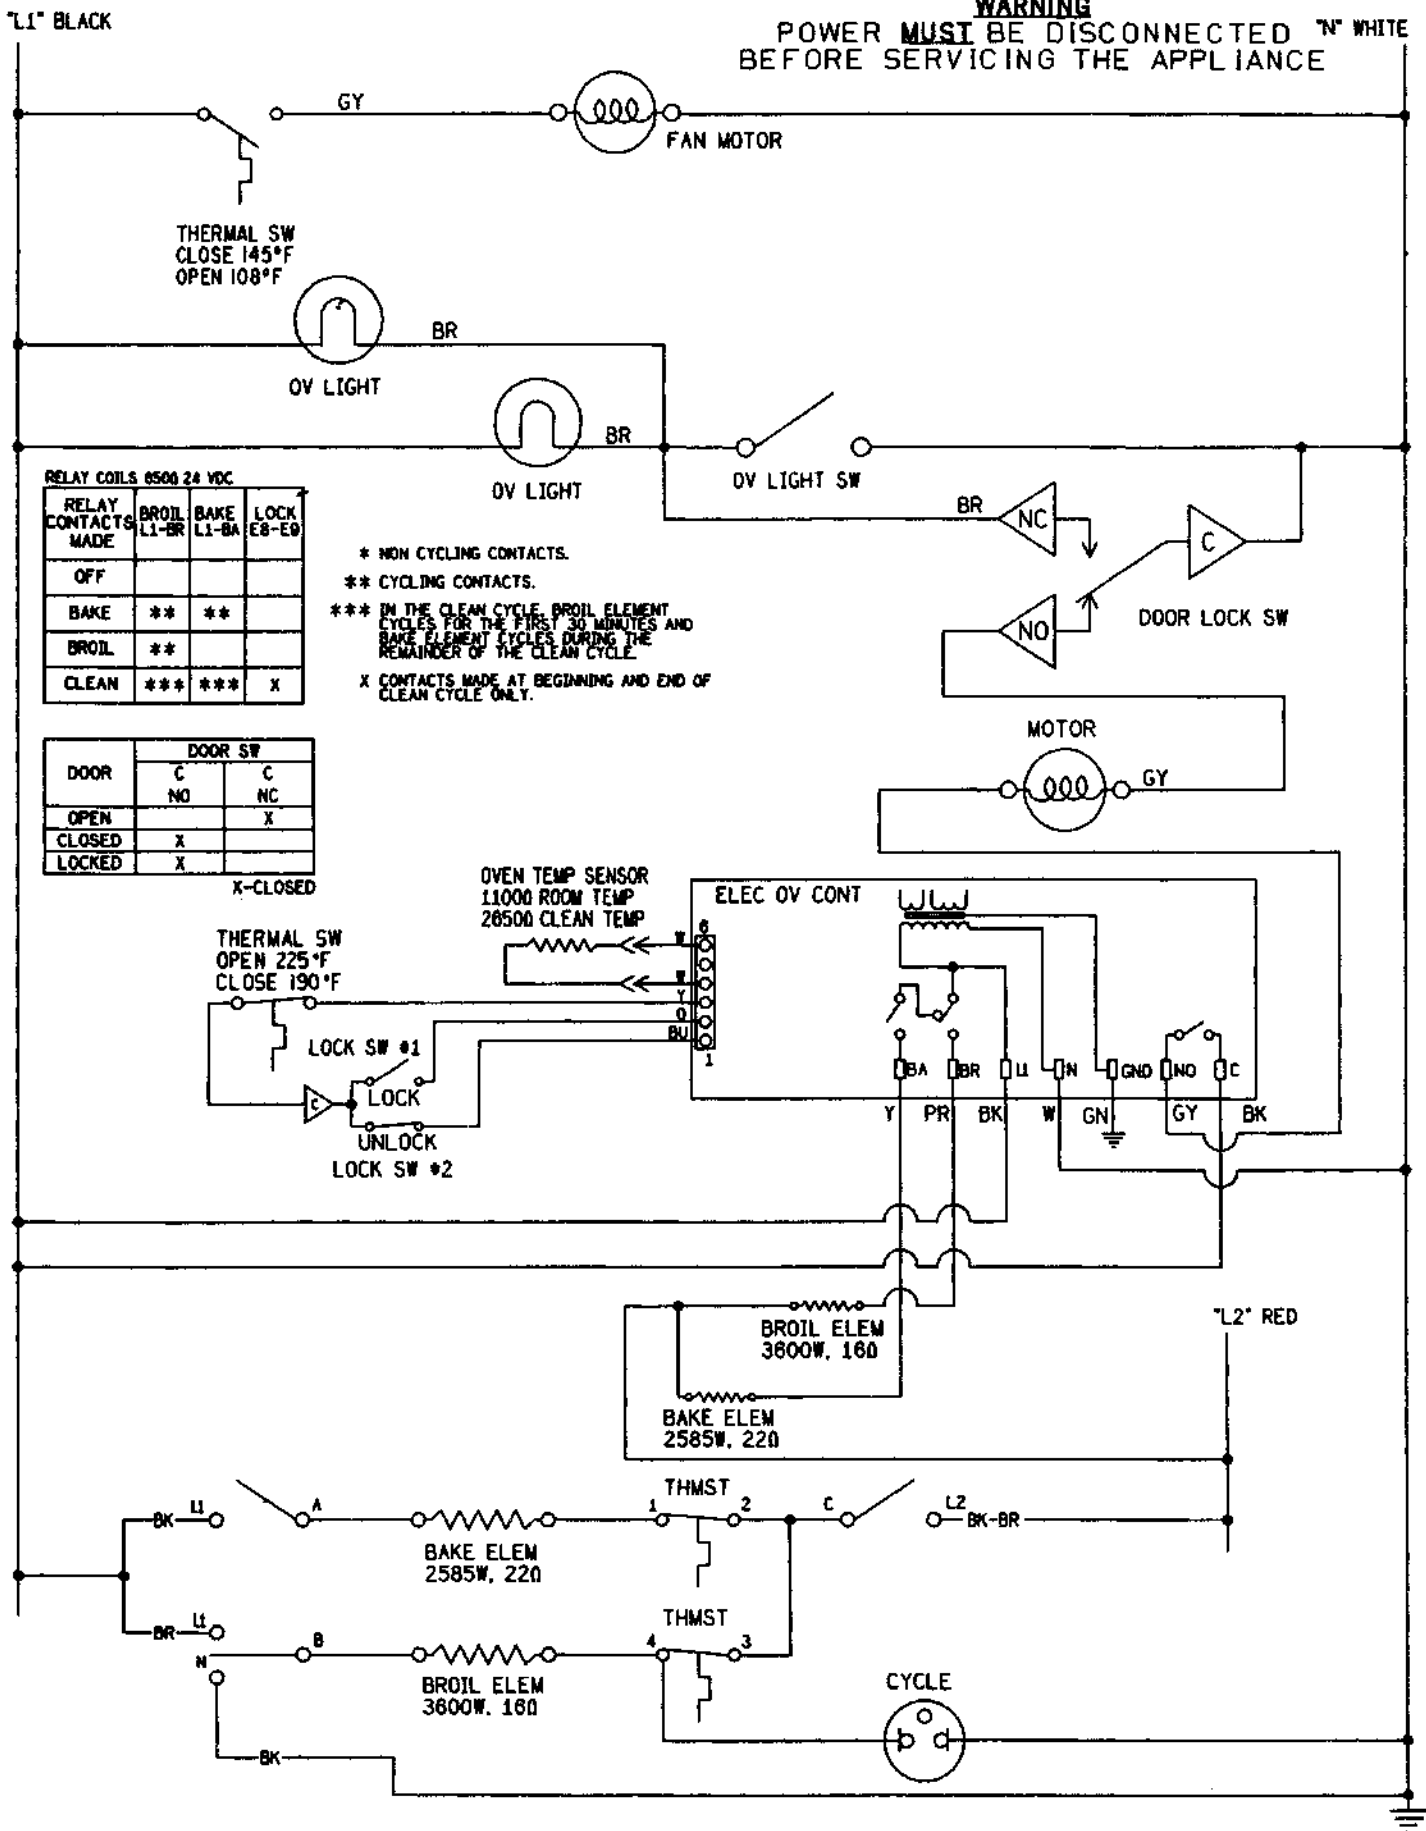 WARNING
"L1" BLACK
POWER MUST BE DISCONNECTED
"N" WHITE
BEFORE SERVICING THE APPLIANCE
GY
FAN MOTOR
THERMAL SW
CLOSE 145°F
OPEN 108°F
BR
OV LIGHT
BR
OV LIGHT
OV LIGHT SW
RELAY COILS 650Ω 24 VDC
RELAY CONTACTS MADE
BROIL L1-BR
BAKE L1-BA
LOCK E8-E9
OFF
BAKE ** **
BROIL **
CLEAN *** *** X
* NON CYCLING CONTACTS.
** CYCLING CONTACTS.
*** IN THE CLEAN CYCLE, BROIL ELEMENT
CYCLES FOR THE FIRST 30 MINUTES AND
BAKE ELEMENT CYCLES DURING THE
REMAINDER OF THE CLEAN CYCLE.
X CONTACTS MADE AT BEGINNING AND END OF
CLEAN CYCLE ONLY.
BR
NC
C
NO
DOOR LOCK SW
MOTOR
GY
DOOR
DOOR SW
C C
NO NC
OPEN X
CLOSED X
LOCKED X
X-CLOSED
OVEN TEMP SENSOR
1100Ω ROOM TEMP
2650Ω CLEAN TEMP
ELEC OV CONT
6
W
W
Y
O
BU
1
THERMAL SW
OPEN 225°F
CLOSE 190°F
LOCK SW #1
LOCK
C
UNLOCK
LOCK SW #2
BA BR L1 N GND NO C
Y PR BK W GN GY BK
BROIL ELEM
3600W, 16Ω
"L2" RED
BAKE ELEM
2585W, 22Ω
THMST
BK L1 A 1 2 C L2 BK-BR
BAKE ELEM
2585W, 22Ω
THMST
BR L1
N B 4 3
BROIL ELEM
3600W, 16Ω
CYCLE
BK